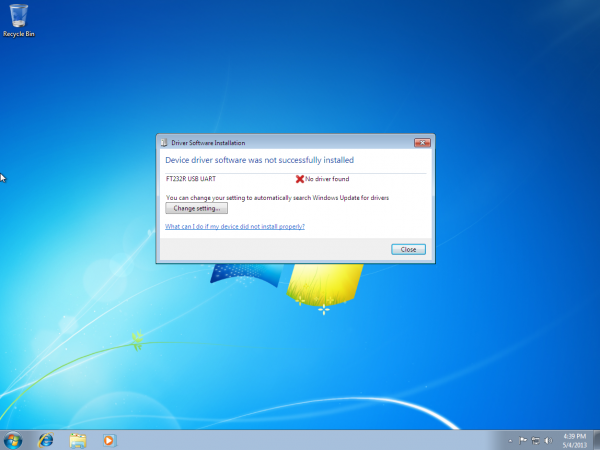 Recycle Bin
Driver Software Installation
Device driver software was not successfully installed
FT232R USB UART
No driver found
You can change your setting to automatically search Windows Update for drivers
Change setting...
What can I do if my device did not install properly?
Close
4:39 PM
5/4/2013